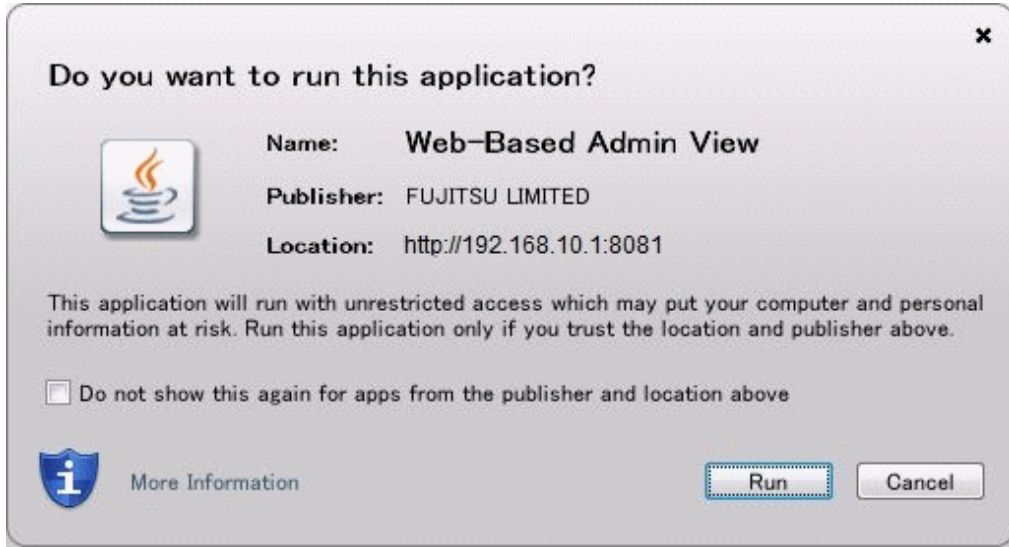 Do you want to run this application?
Name: Web-Based Admin View
Publisher: FUJITSU LIMITED
Location: http://192.168.10.1:8081
This application will run with unrestricted access which may put your computer and personal
information at risk. Run this application only if you trust the location and publisher above.
Do not show this again for apps from the publisher and location above
More Information
Run
Cancel